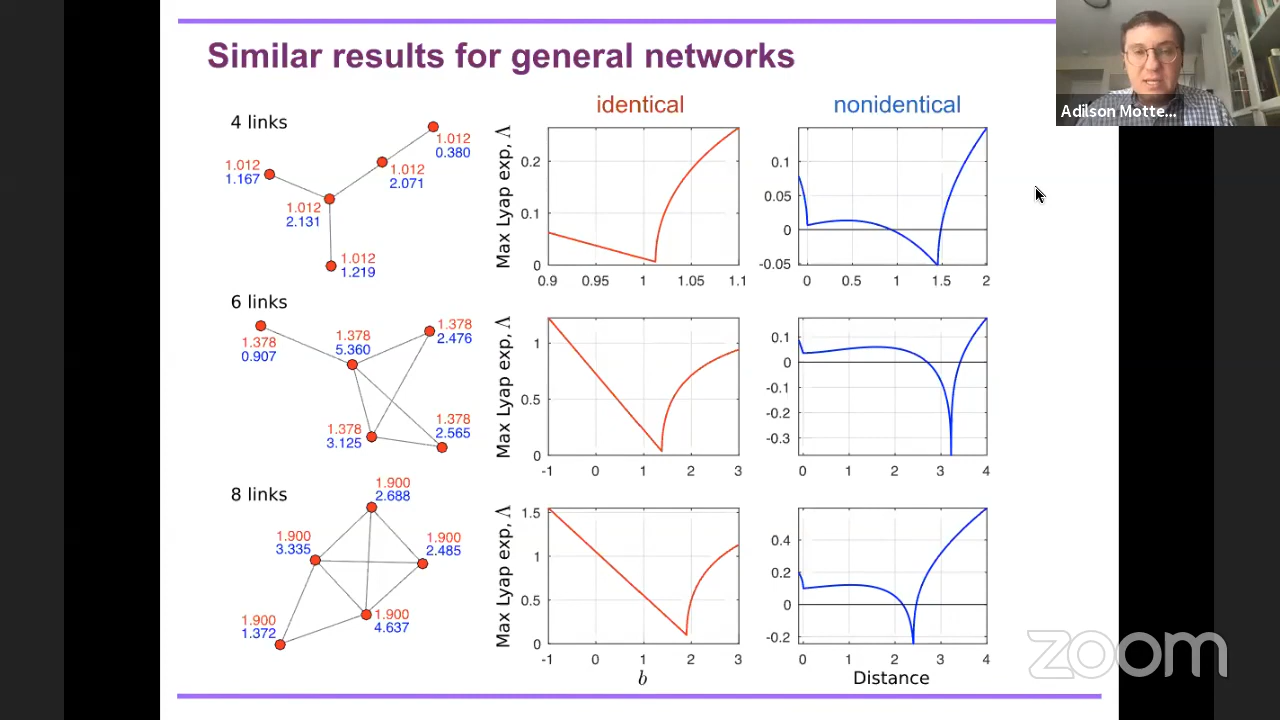 Similar results for general networks
Adilson Motte...
identical
nonidentical
4 links
1.012
0.380
1.012
2.071
1.012
1.167
1.012
2.131
1.012
1.219
Max Lyap exp, Λ
0.2
0.1
0
0.9 0.95 1 1.05 1.1
0.1
0.05
0
-0.05
0 0.5 1 1.5 2
6 links
1.378
0.907
1.378
5.360
1.378
2.476
1.378
3.125
1.378
2.565
Max Lyap exp, Λ
1
0.5
0
-1 0 1 2 3
0.1
0
-0.1
-0.2
-0.3
0 1 2 3 4
8 links
1.900
2.688
1.900
3.335
1.900
2.485
1.900
4.637
1.900
1.372
Max Lyap exp, Λ
1.5
1
0.5
0
-1 0 1 2 3
b
0.4
0.2
0
-0.2
0 1 2 3 4
Distance
zoom